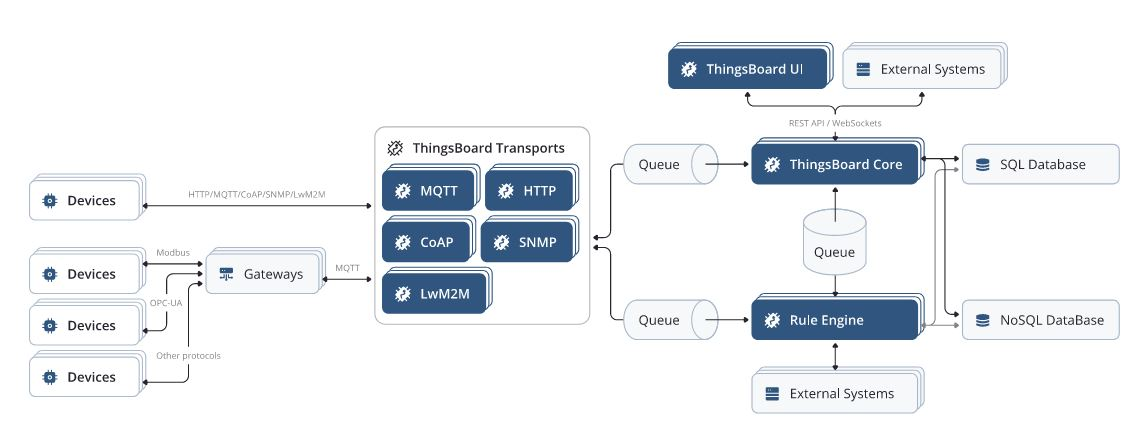 ThingsBoard UI
External Systems
REST API / WebSockets
ThingsBoard Transports
Queue
ThingsBoard Core
SQL Database
MQTT
HTTP
HTTP/MQTT/CoAP/SNMP/LwM2M
Devices
CoAP
SNMP
Queue
Modbus
Devices
Gateways
MQTT
LwM2M
OPC-UA
Devices
Queue
Rule Engine
NoSQL DataBase
Other protocols
Devices
External Systems